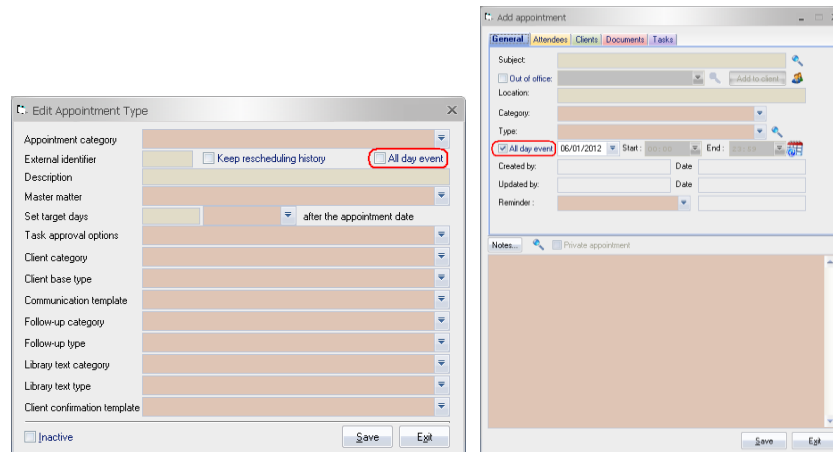 Edit Appointment Type
Appointment category
External identifier Keep rescheduling history All day event
Description
Master matter
Set target days after the appointment date
Task approval options
Client category
Client base type
Communication template
Follow-up category
Follow-up type
Library text category
Library text type
Client confirmation template
Inactive Save Exit
Add appointment
General Attendees Clients Documents Tasks
Subject:
Out of office: Add to client
Location:
Category:
Type:
All day event 06/01/2012 Start: 00:00 End:
Created by: Date
Updated by: Date
Reminder:
Notes... Private appointment
Save Exit